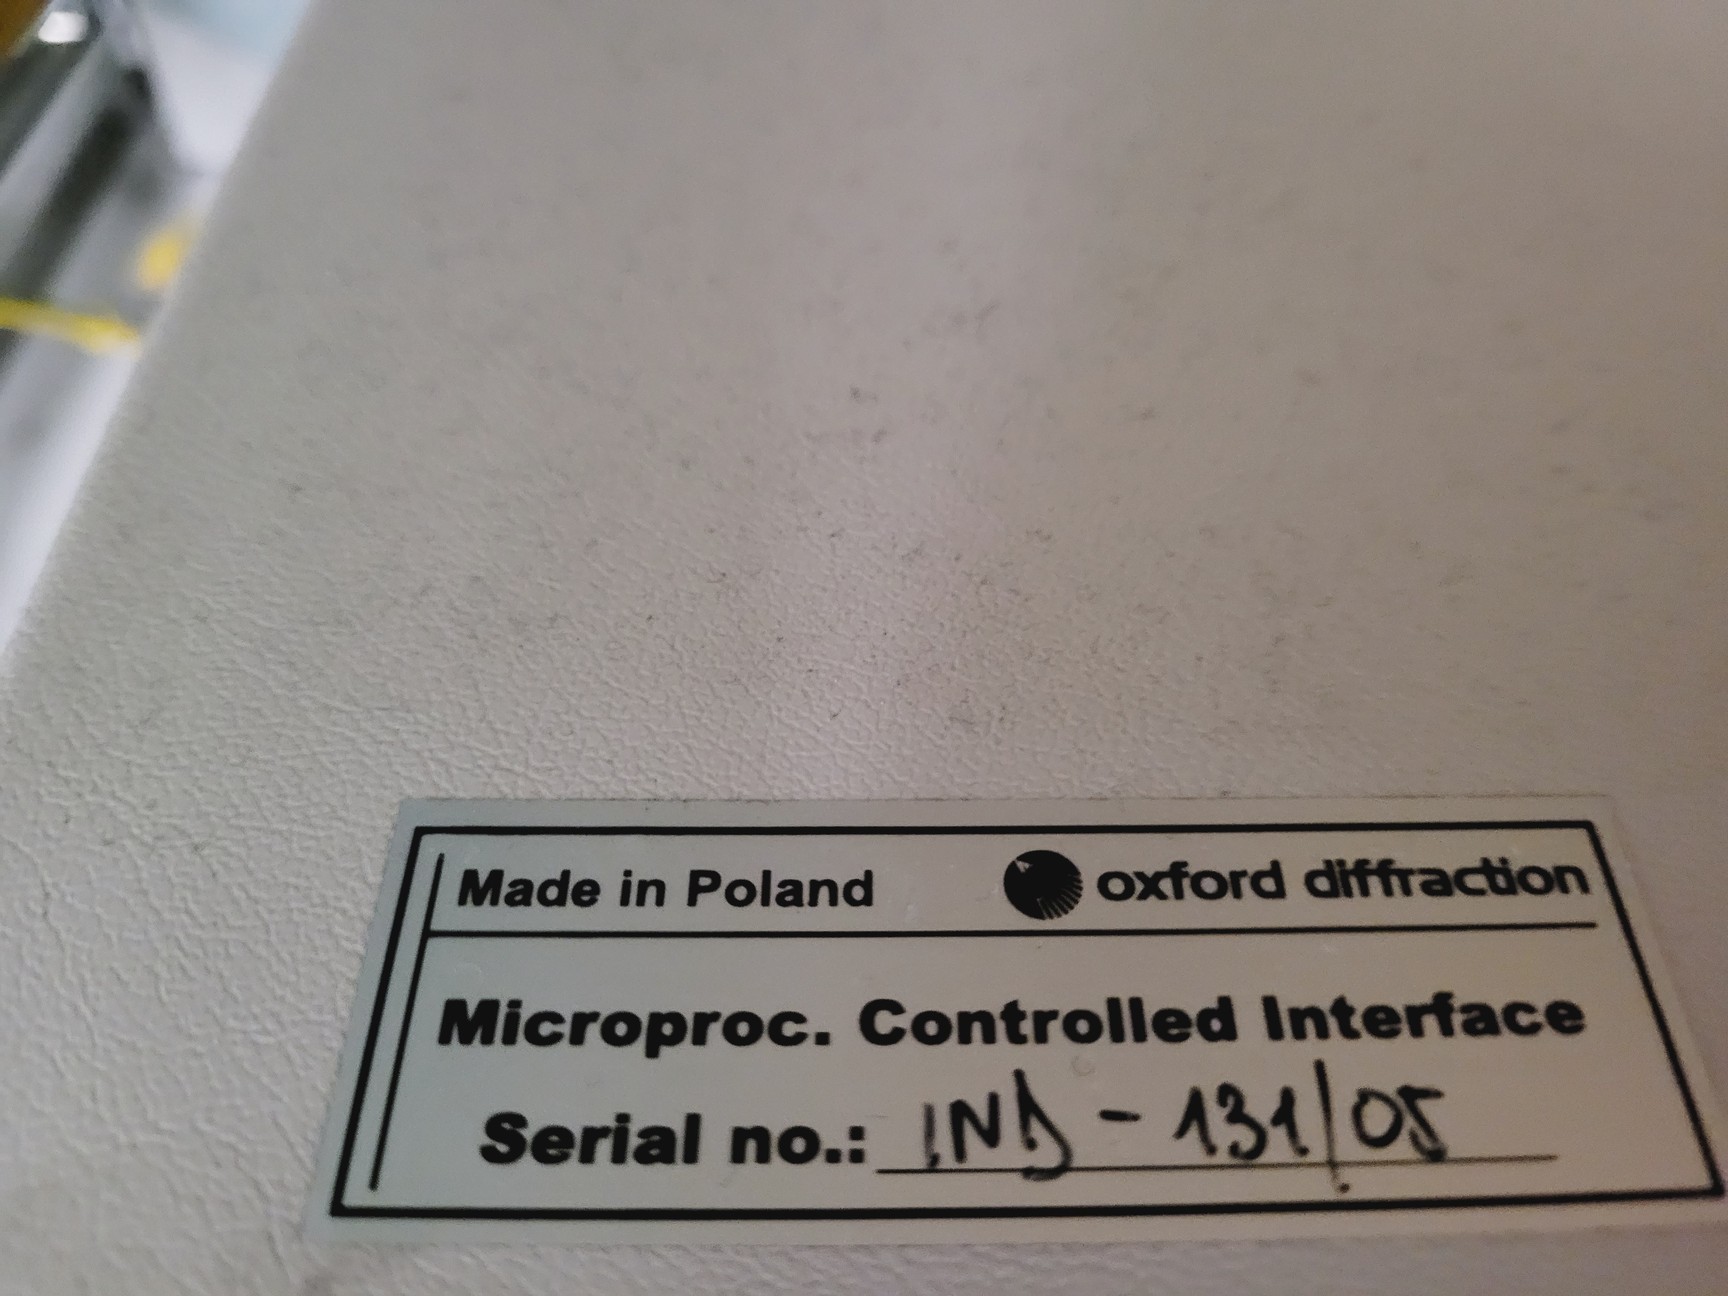 Made in Poland
oxford diffraction
Microproc. Controlled Interface
Serial no.: IND - 131/05